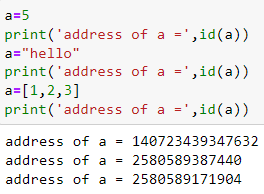 a=5
print('address of a =',id(a))
a="hello"
print('address of a =',id(a))
a=[1,2,3]
print('address of a =',id(a))
address of a = 140723439347632
address of a = 2580589387440
address of a = 2580589171904